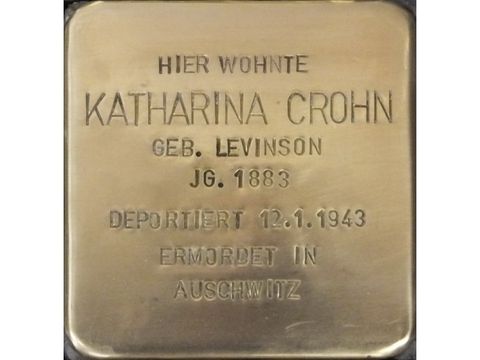 HIER WOHNTE
KATHARINA CROHN
GEB. LEVINSON
JG. 1883
DEPORTIERT 12.1.1943
ERMORDET IN
AUSCHWITZ